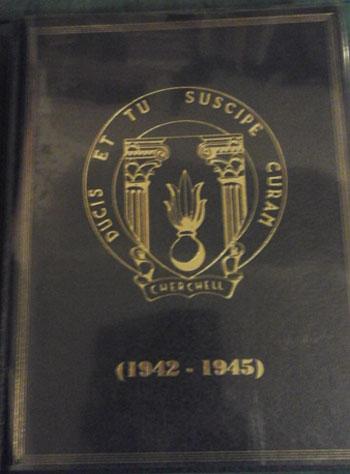 DUCIS ET TU SUSCIPE CURAM
CHERCHELL
(1942 - 1945)